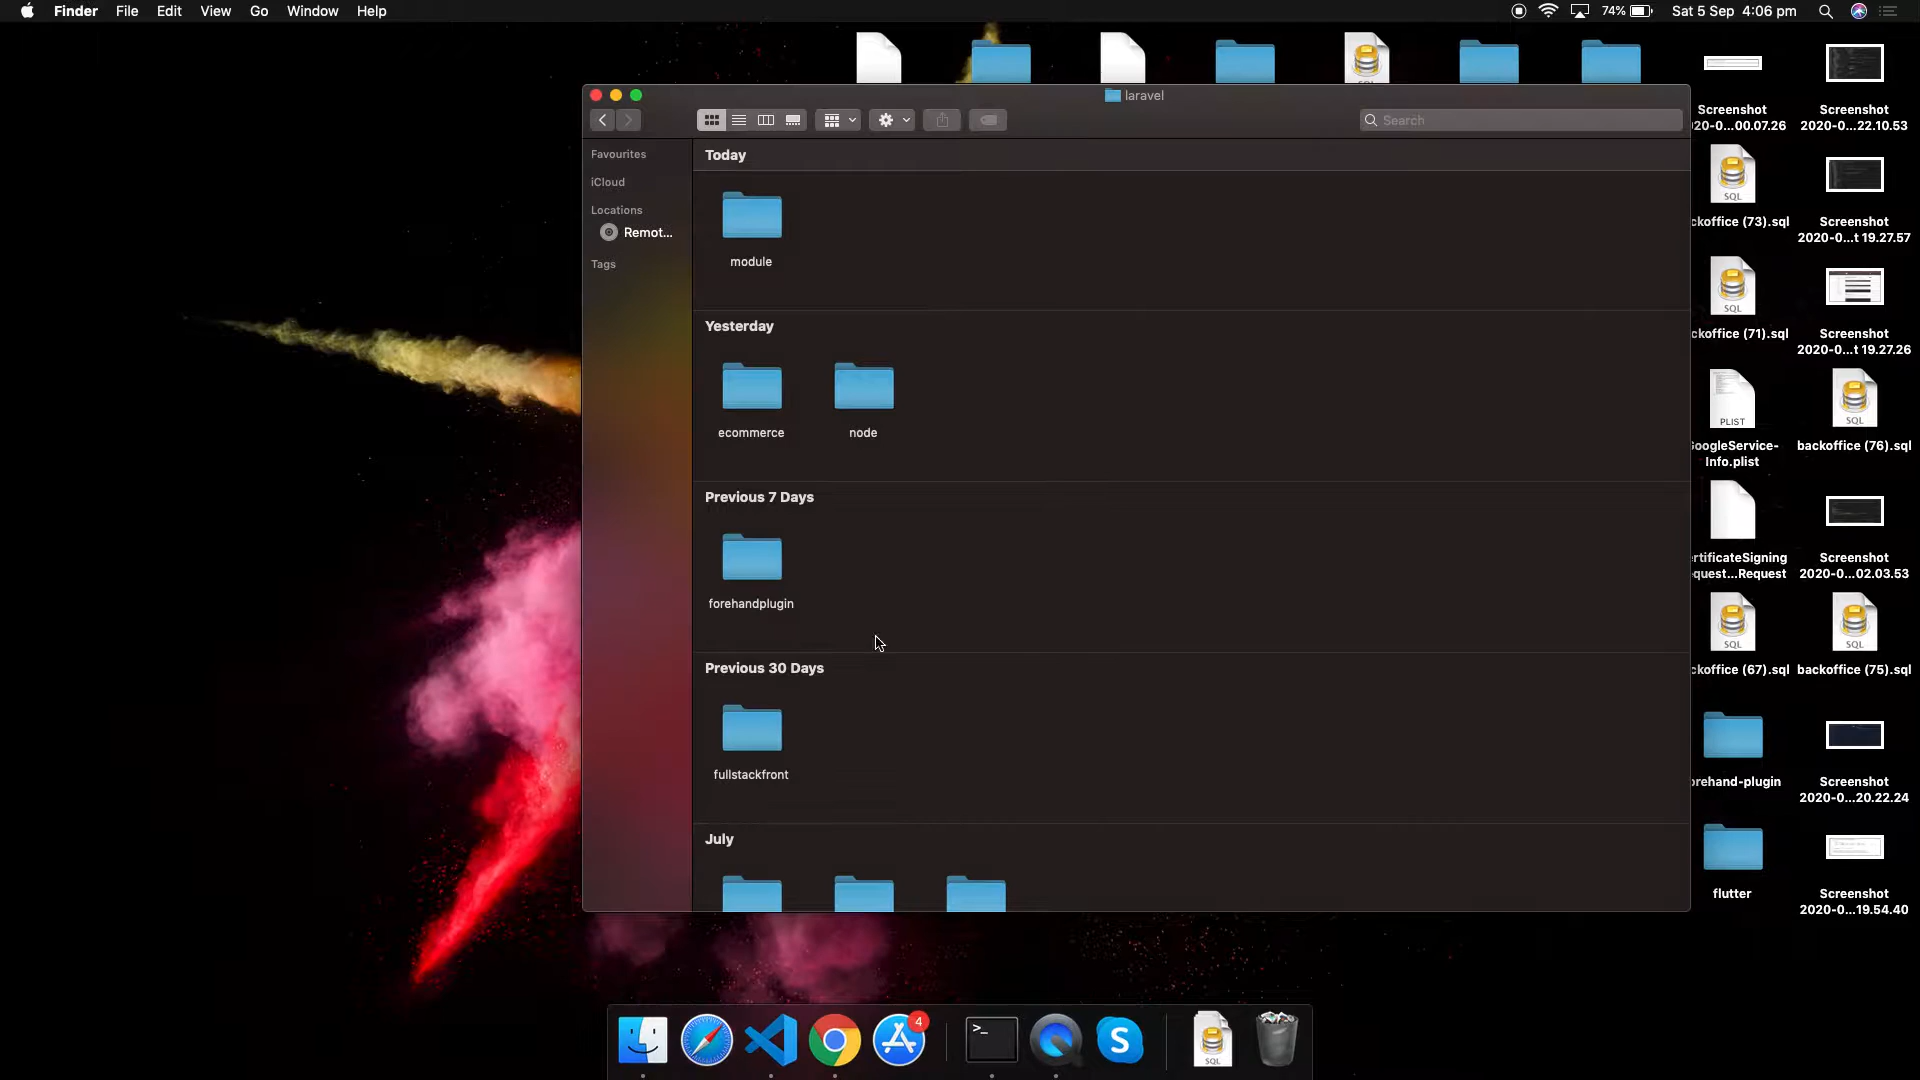 Finder File Edit View Go Window Help
74% Sat 5 Sep 4:06 pm
laravel
Search
Favourites
iCloud
Locations
Remot...
Tags
Today
module
Yesterday
ecommerce node
Previous 7 Days
forehandplugin
Previous 30 Days
fullstackfront
July
Screenshot
20-0...00.07.26
Screenshot
2020-0...22.10.53
SQL
ckoffice (73).sql
Screenshot
2020-0...t 19.27.57
SQL
ckoffice (71).sql
Screenshot
2020-0...t 19.27.26
PLIST
GoogleService-
Info.plist
SQL
backoffice (76).sql
ertificateSigning
quest...Request
Screenshot
2020-0...02.03.53
SQL
ckoffice (67).sql
SQL
backoffice (75).sql
orehand-plugin
Screenshot
2020-0...20.22.24
flutter
Screenshot
2020-0...19.54.40
4
>_
S
SQL